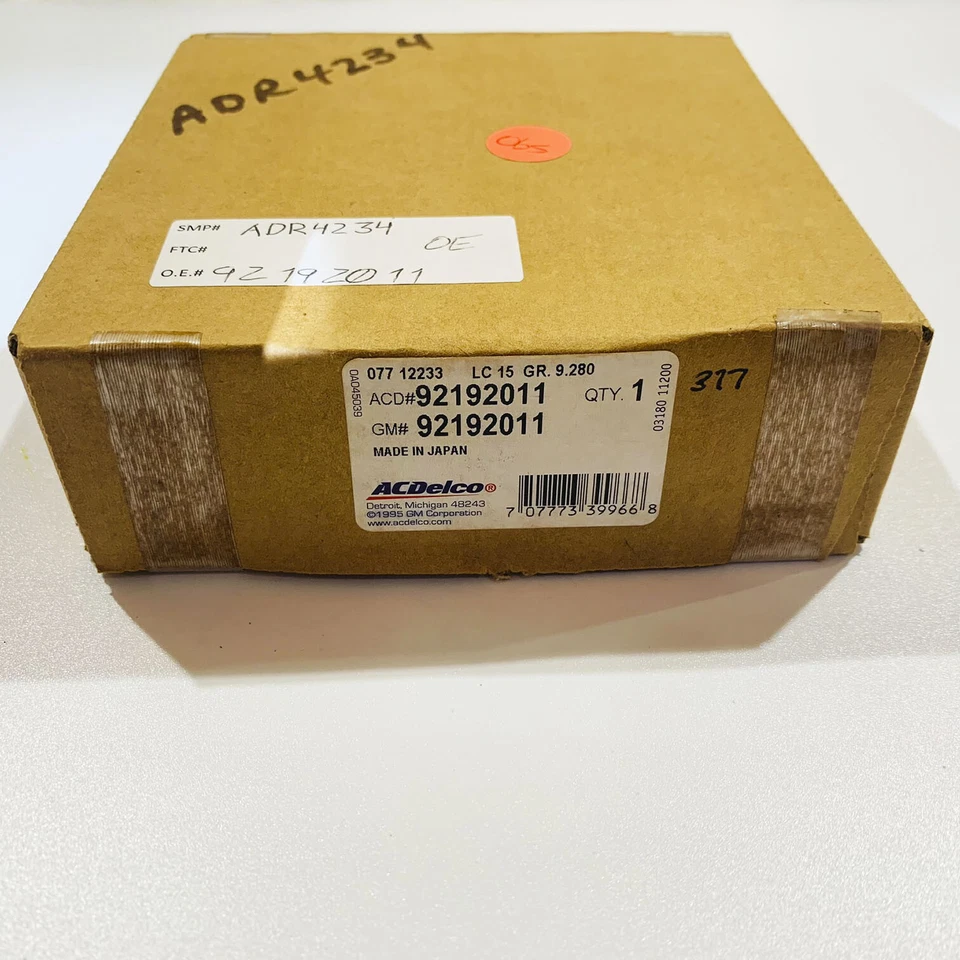 ADR4234
Obs
SMP# ADR4234
FTC# OE
O.E.# 92192011
077 12233 LC 15 GR. 9.280
0AD45039
ACD#92192011 QTY. 1
GM# 92192011
03180 11200
377
MADE IN JAPAN
ACDelco®
Detroit, Michigan 48243
©1995 GM Corporation
www.acdelco.com
7 07773 39966 8